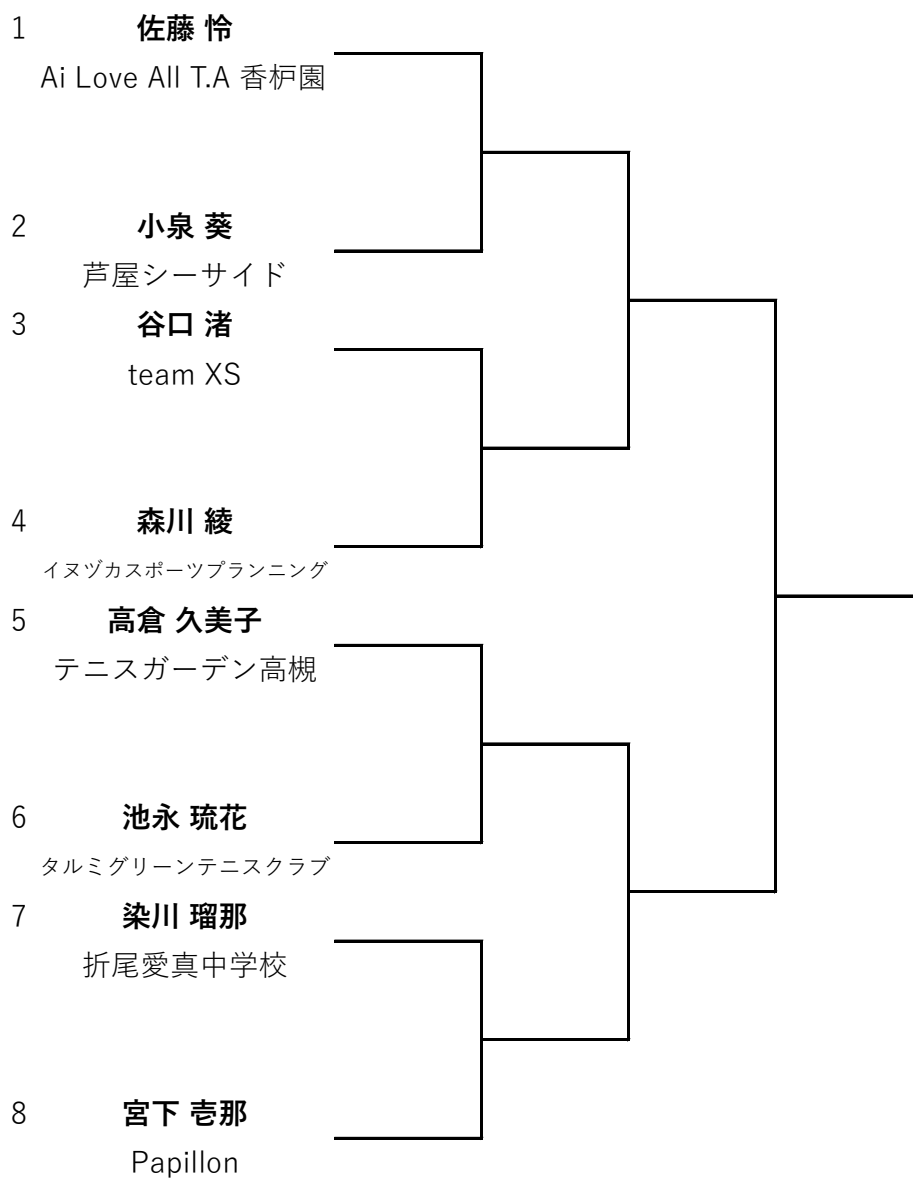 1 佐藤 怜
Ai Love All T.A 香枦園
2 小泉 葵
芦屋シーサイド
3 谷口 渚
team XS
4 森川 綾
イヌヅカスポーツプランニング
5 高倉 久美子
テニスガーデン高槻
6 池永 琉花
タルミグリーンテニスクラブ
7 染川 瑠那
折尾愛真中学校
8 宮下 壱那
Papillon